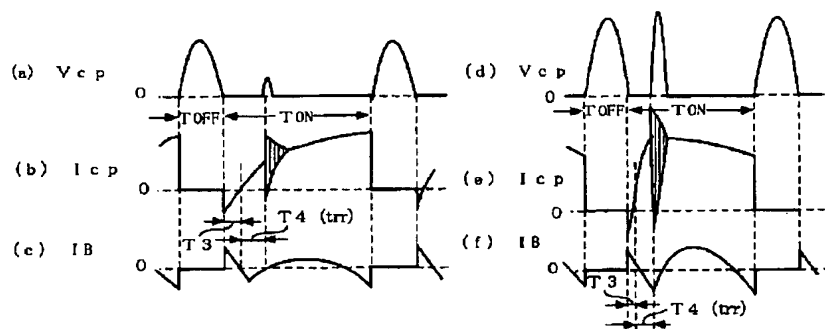 (a) Vcp
0
TOFF TON
(b) Icp
0
T3
T4 (trr)
(c) IB
0
(d) Vcp
0
TOFF TON
(e) Icp
0
(f) IB
0
T3
T4 (trr)